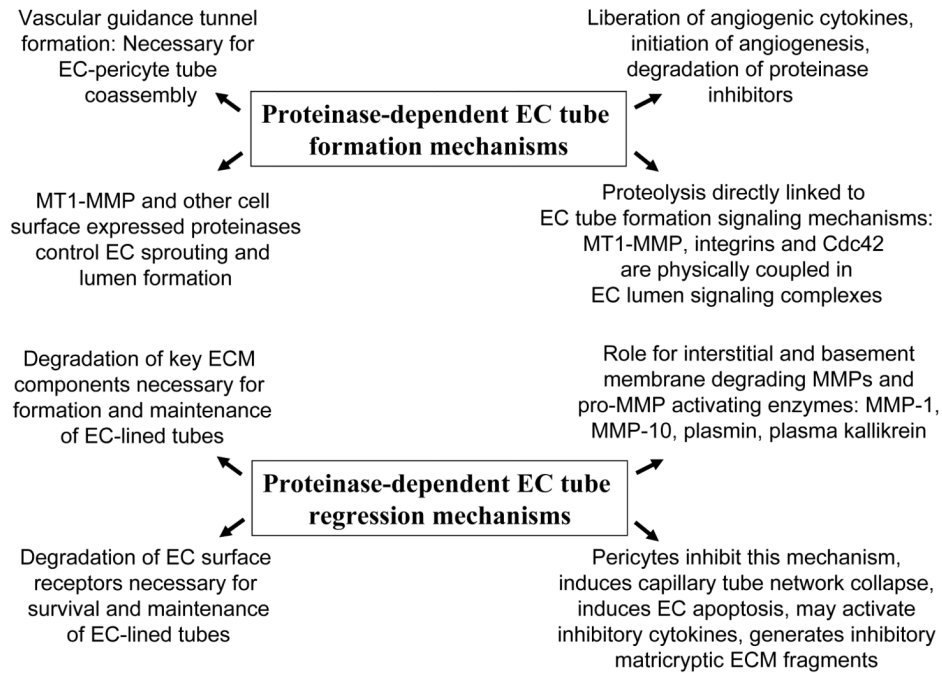 Vascular guidance tunnel
formation: Necessary for
EC-pericyte tube
coassembly
Liberation of angiogenic cytokines,
initiation of angiogenesis,
degradation of proteinase
inhibitors
Proteinase-dependent EC tube
formation mechanisms
MT1-MMP and other cell
surface expressed proteinases
control EC sprouting and
lumen formation
Proteolysis directly linked to
EC tube formation signaling mechanisms:
MT1-MMP, integrins and Cdc42
are physically coupled in
EC lumen signaling complexes
Degradation of key ECM
components necessary for
formation and maintenance
of EC-lined tubes
Role for interstitial and basement
membrane degrading MMPs and
pro-MMP activating enzymes: MMP-1,
MMP-10, plasmin, plasma kallikrein
Proteinase-dependent EC tube
regression mechanisms
Degradation of EC surface
receptors necessary for
survival and maintenance
of EC-lined tubes
Pericytes inhibit this mechanism,
induces capillary tube network collapse,
induces EC apoptosis, may activate
inhibitory cytokines, generates inhibitory
matricryptic ECM fragments